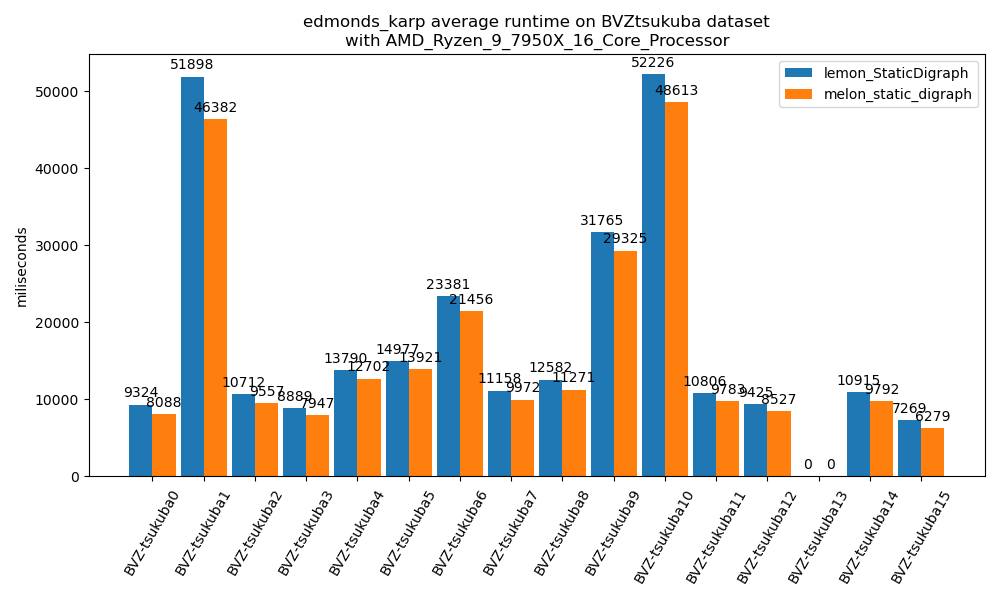 edmonds_karp average runtime on BVZtsukuba dataset
with AMD_Ryzen_9_7950X_16_Core_Processor
lemon_StaticDigraph
melon_static_digraph
miliseconds
50000
40000
30000
20000
10000
0
9324
8088
51898
46382
10712
9557
8889
7947
13790
12702
14977
13921
23381
21456
11158
9972
12582
11271
31765
29325
52226
48613
10806
9783
9425
8527
0
0
10915
9792
7269
6279
BVZ-tsukuba0
BVZ-tsukuba1
BVZ-tsukuba2
BVZ-tsukuba3
BVZ-tsukuba4
BVZ-tsukuba5
BVZ-tsukuba6
BVZ-tsukuba7
BVZ-tsukuba8
BVZ-tsukuba9
BVZ-tsukuba10
BVZ-tsukuba11
BVZ-tsukuba12
BVZ-tsukuba13
BVZ-tsukuba14
BVZ-tsukuba15